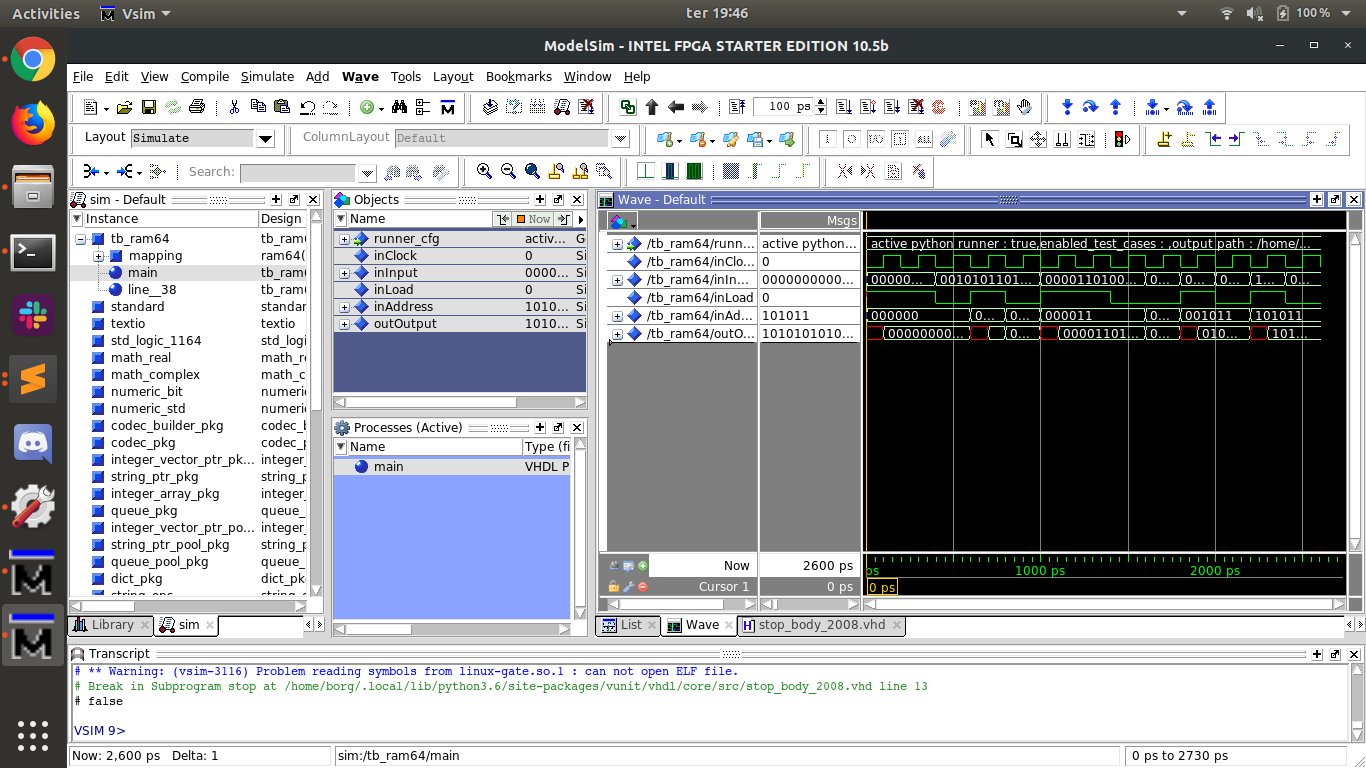 Activities Vsim ter 19:46 100 %
ModelSim - INTEL FPGA STARTER EDITION 10.5b
File Edit View Compile Simulate Add Wave Tools Layout Bookmarks Window Help
100 ps
Layout Simulate ColumnLayout Default
Search:
sim - Default
Instance Design
tb_ram64 tb_ram
mapping ram64(
main tb_ram
line__38 tb_ram
standard standar
textio textio
std_logic_1164 std_logi
math_real math_re
math_complex math_c
numeric_bit numeric
numeric_std numeric
codec_builder_pkg codec_b
codec_pkg codec_p
integer_vector_ptr_pk... integer_
string_ptr_pkg string_p
integer_array_pkg integer_
queue_pkg queue_p
integer_vector_ptr_po... integer_
string_ptr_pool_pkg string_p
queue_pool_pkg queue_p
dict_pkg dict_pk
string_ops
Library sim
Objects
Name Now
runner_cfg activ... G
inClock 0 Si
inInput 0000... Si
inLoad 0 Si
inAddress 1010... Si
outOutput 1010... Si
Processes (Active)
Name Type (fi
main VHDL P
Wave - Default
Msgs
/tb_ram64/runn... active python... active python runner : true,enabled_test_cases : ,output path : /home/...
/tb_ram64/inClo... 0
/tb_ram64/inIn... 0000000000... 00000... 0010101101... 0000110100... 0... 0... 0... 1... 0...
/tb_ram64/inLoad 0
/tb_ram64/inAd... 101011 000000 0... 0... 000011 0... 001011 101011
/tb_ram64/outO... 1010101010... 00000000... 0... 00001101... 0... 010... 101...
Now 2600 ps ps 1000 ps 2000 ps
Cursor 1 0 ps 0 ps
List Wave stop_body_2008.vhd
Transcript
# ** Warning: (vsim-3116) Problem reading symbols from linux-gate.so.1 : can not open ELF file.
# Break in Subprogram stop at /home/borg/.local/lib/python3.6/site-packages/vunit/vhdl/core/src/stop_body_2008.vhd line 13
# false
VSIM 9>
Now: 2,600 ps Delta: 1 sim:/tb_ram64/main 0 ps to 2730 ps